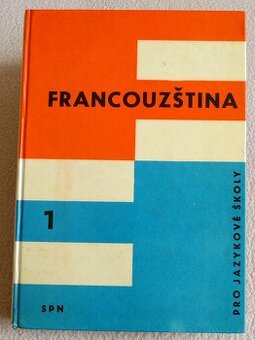 FRANCOUZŠTINA
1
PRO JAZYKOVÉ ŠKOLY
SPN